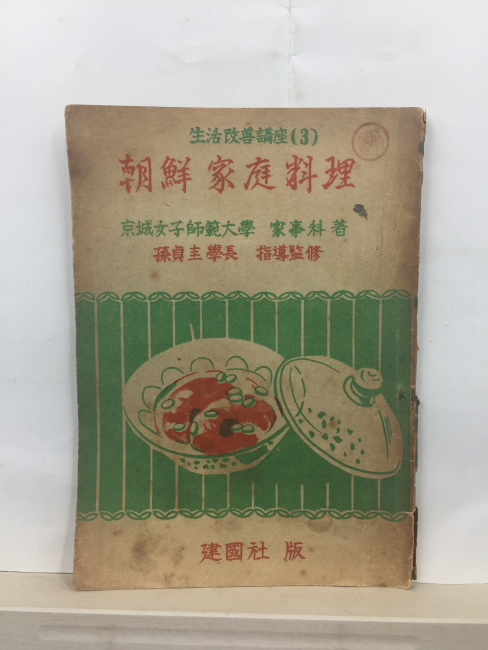 生活改善講座(3)
朝鮮 家庭料理
京城女子師範大學 家事科 著
孫貞圭 學長 指導監修
建國社 版